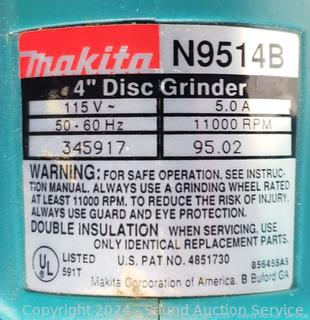 makita N9514B
4" Disc Grinder
115 V~ 5.0 A
50-60 Hz 11000 RPM
345917 95.02
WARNING: FOR SAFE OPERATION, SEE INSTRUC-
TION MANUAL. ALWAYS USE A GRINDING WHEEL RATED
AT LEAST 11000 RPM. TO REDUCE THE RISK OF INJURY,
ALWAYS USE GUARD AND EYE PROTECTION.
DOUBLE INSULATION WHEN SERVICING, USE
ONLY IDENTICAL REPLACEMENT PARTS.
UL LISTED 591T
U.S. PAT NO. 4851730 856455A5
Makita Corporation of America. B Buford GA
Copyright © 2024 - Sound Auction Service